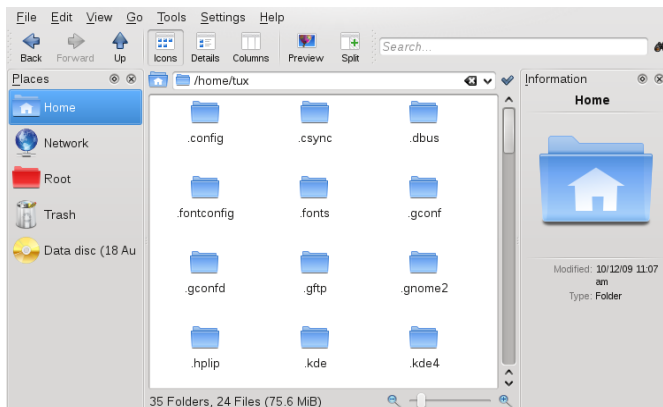 File Edit View Go Tools Settings Help
Back Forward Up Icons Details Columns Preview Split Search...
Places
Home
Network
Root
Trash
Data disc (18 Au
/home/tux
.config .csync .dbus
.fontconfig .fonts .gconf
.gconfd .gftp .gnome2
.hplip .kde .kde4
35 Folders, 24 Files (75.6 MiB)
Information
Home
Modified: 10/12/09 11:07
am
Type: Folder